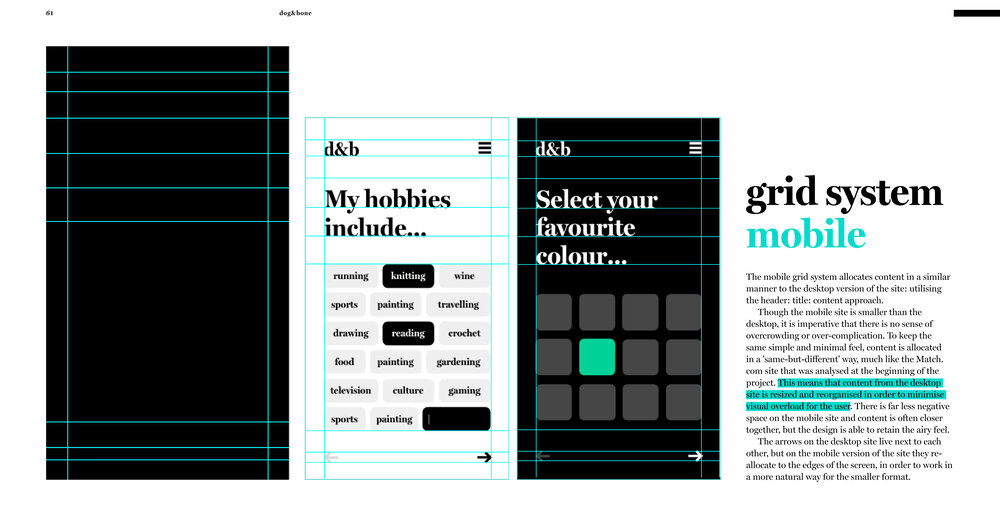 61
dog&bone
d&b
My hobbies
include...
running knitting wine
sports painting travelling
drawing reading crochet
food painting gardening
television culture gaming
sports painting
d&b
Select your
favourite
colour...
grid system
mobile
The mobile grid system allocates content in a similar
manner to the desktop version of the site: utilising
the header: title: content approach.
Though the mobile site is smaller than the
desktop, it is imperative that there is no sense of
overcrowding or over-complication. To keep the
same simple and minimal feel, content is allocated
in a 'same-but-different' way, much like the Match.
com site that was analysed at the beginning of the
project. This means that content from the desktop
site is resized and reorganised in order to minimise
visual overload for the user. There is far less negative
space on the mobile site and content is often closer
together, but the design is able to retain the airy feel.
The arrows on the desktop site live next to each
other, but on the mobile version of the site they re-
allocate to the edges of the screen, in order to work in
a more natural way for the smaller format.